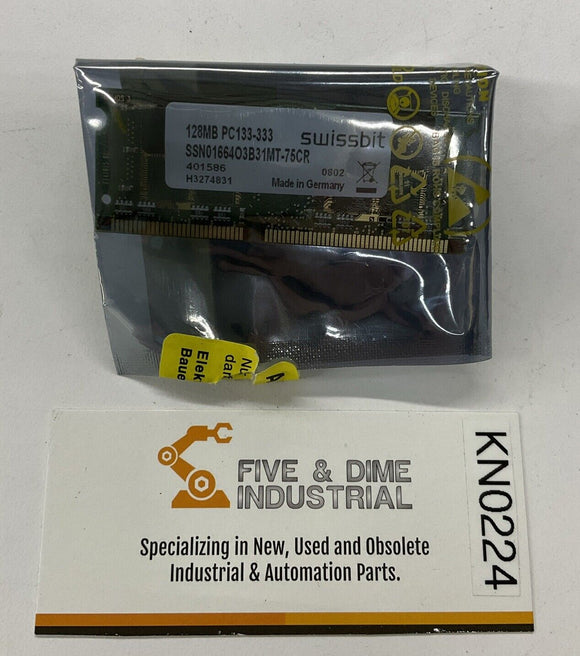 128MB PC133-333
swissbit
SSN01664O3B31MT-75CR
401586
0802
H3274831
Made in Germany
Elek
Baue
dar
A
FIVE & DIME
INDUSTRIAL
Specializing in New, Used and Obsolete
Industrial & Automation Parts.
KN0224